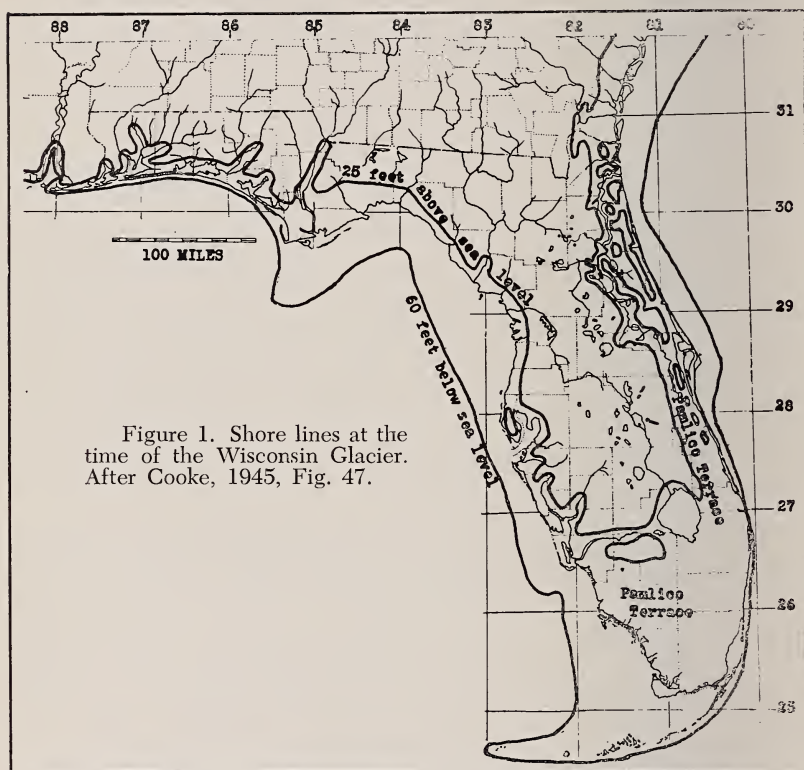 88 87 86 85 84 83 82 81 80
31
25 feet above sea level
30
100 MILES
29
60 feet below sea level
28
Pamlico Terrace
Figure 1. Shore lines at the
time of the Wisconsin Glacier.
After Cooke, 1945, Fig. 47.
27
Pamlico
Terrace
26
25